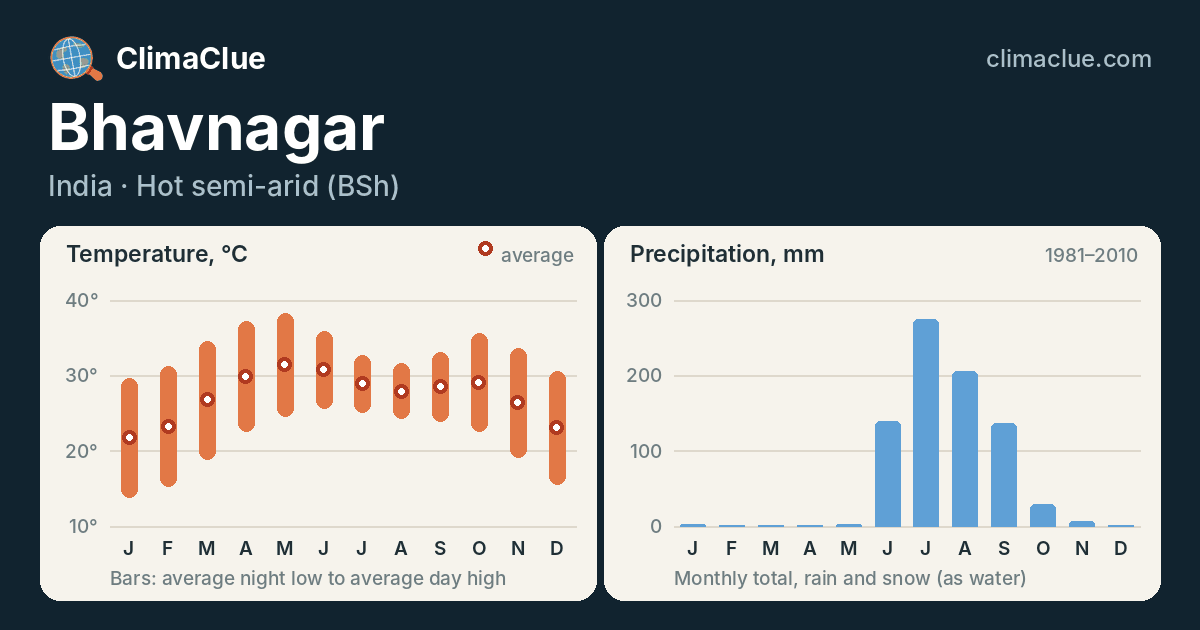 ClimaClue
climaclue.com
Bhavnagar
India · Hot semi-arid (BSh)
Temperature, °C
average
40°
30°
20°
10°
J F M A M J J A S O N D
Bars: average night low to average day high
Precipitation, mm
1981–2010
300
200
100
0
J F M A M J J A S O N D
Monthly total, rain and snow (as water)